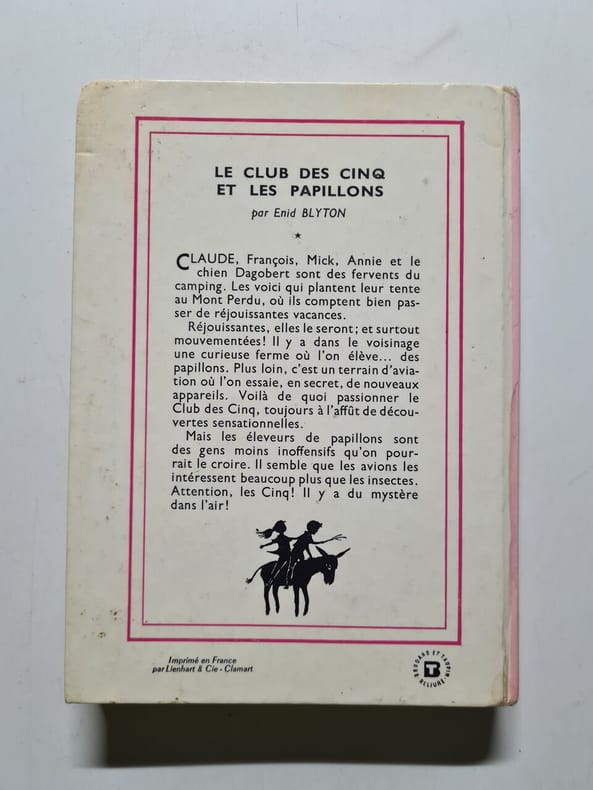 LE CLUB DES CINQ
ET LES PAPILLONS
par Enid BLYTON
★
CLAUDE, François, Mick, Annie et le
chien Dagobert sont des fervents du
camping. Les voici qui plantent leur tente
au Mont Perdu, où ils comptent bien pas-
ser de réjouissantes vacances.
Réjouissantes, elles le seront; et surtout
mouvementées! Il y a dans le voisinage
une curieuse ferme où l'on élève... des
papillons. Plus loin, c'est un terrain d'avia-
tion où l'on essaie, en secret, de nouveaux
appareils. Voilà de quoi passionner le
Club des Cinq, toujours à l'affût de décou-
vertes sensationnelles.
Mais les éleveurs de papillons sont
des gens moins inoffensifs qu'on pour-
rait le croire. Il semble que les avions les
intéressent beaucoup plus que les insectes.
Attention, les Cinq! Il y a du mystère
dans l'air!
Imprimé en France
par Lienhart & Cie - Clamart
BRODARD ET TAUPIN
RELIURE